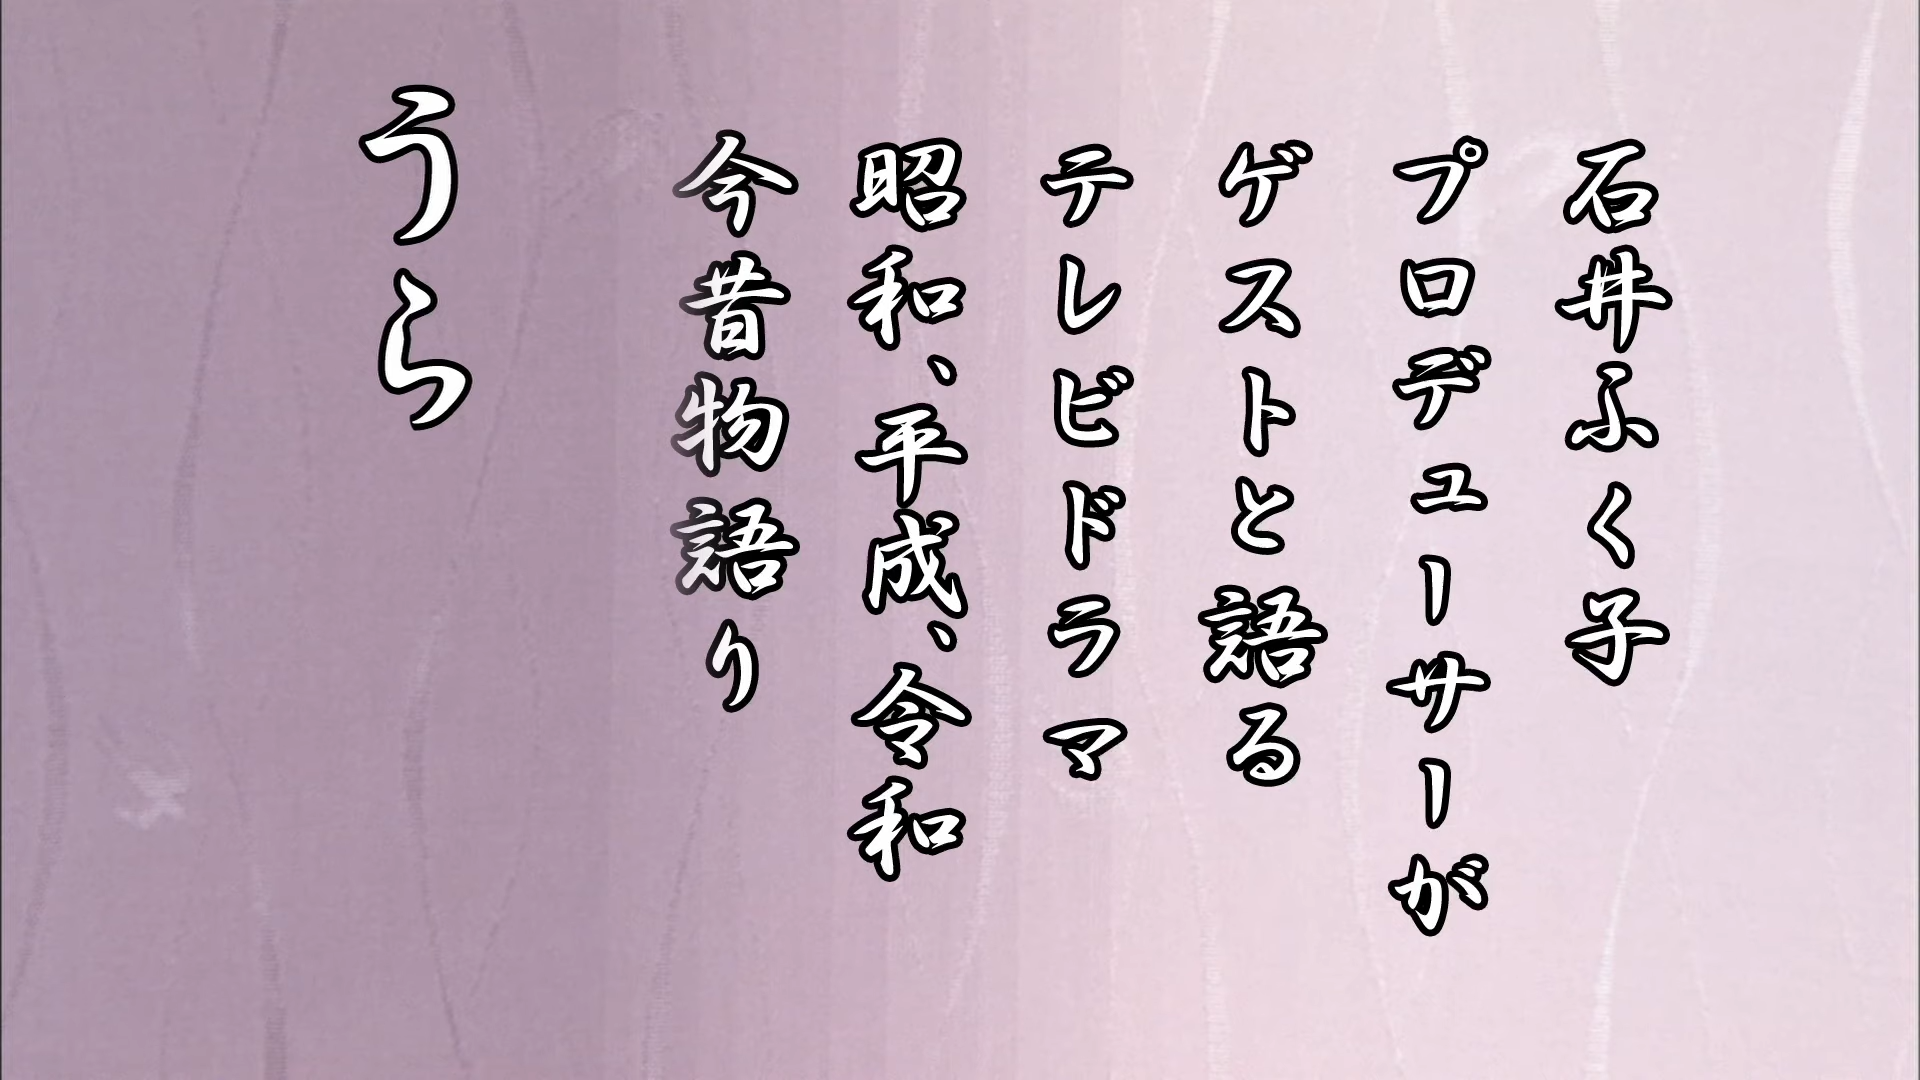 石井ふく子
プロデューサーが
ゲストと語る
テレビドラマ
昭和、平成、令和
今昔物語り
うら